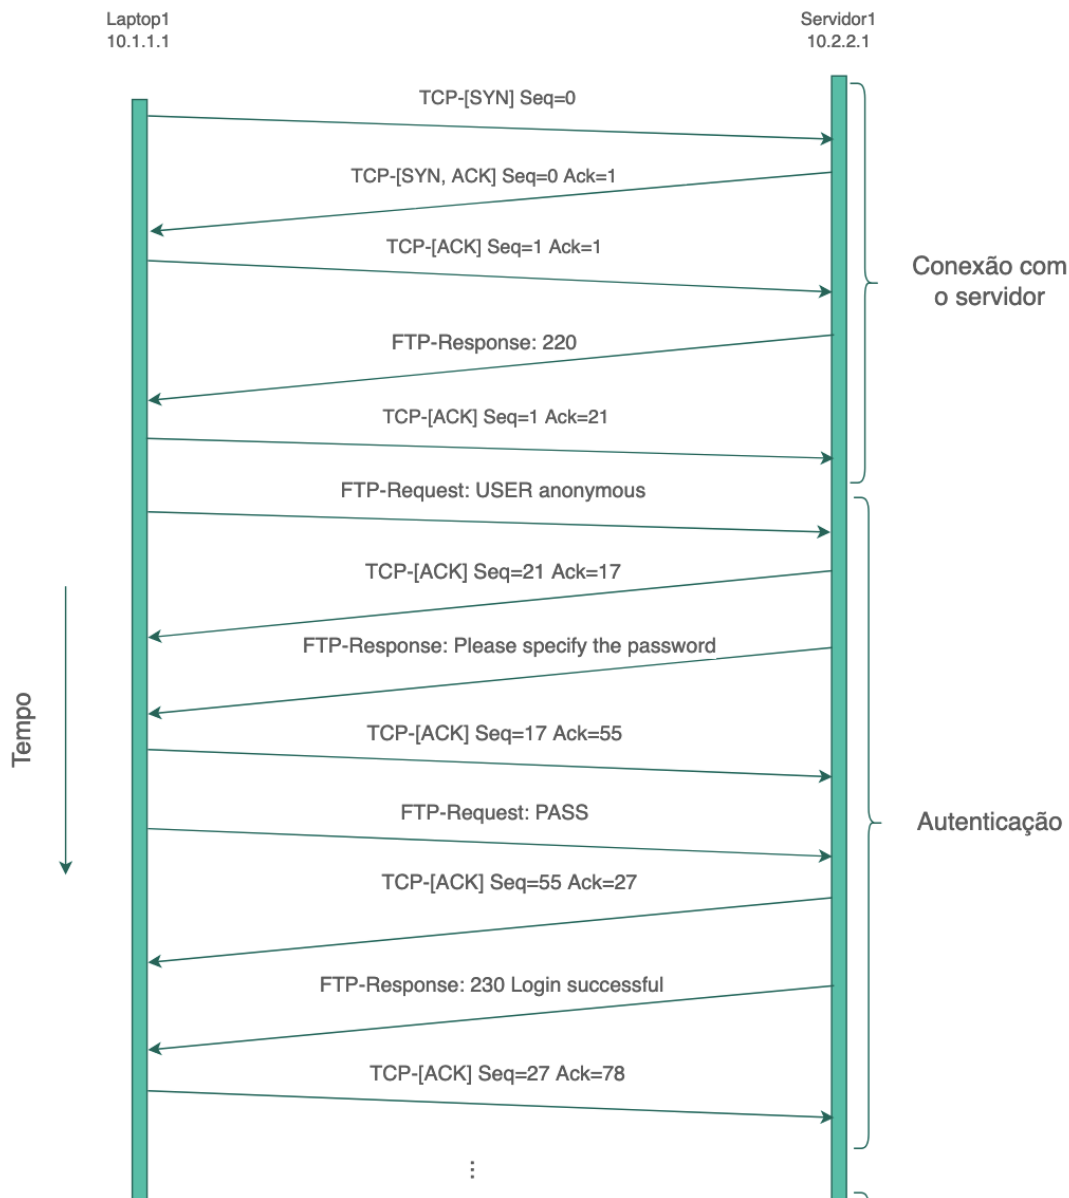 Laptop1
10.1.1.1
Servidor1
10.2.2.1
TCP-[SYN] Seq=0
TCP-[SYN, ACK] Seq=0 Ack=1
TCP-[ACK] Seq=1 Ack=1
Conexão com
o servidor
FTP-Response: 220
TCP-[ACK] Seq=1 Ack=21
FTP-Request: USER anonymous
TCP-[ACK] Seq=21 Ack=17
FTP-Response: Please specify the password
Tempo
TCP-[ACK] Seq=17 Ack=55
FTP-Request: PASS
Autenticação
TCP-[ACK] Seq=55 Ack=27
FTP-Response: 230 Login successful
TCP-[ACK] Seq=27 Ack=78
⋮